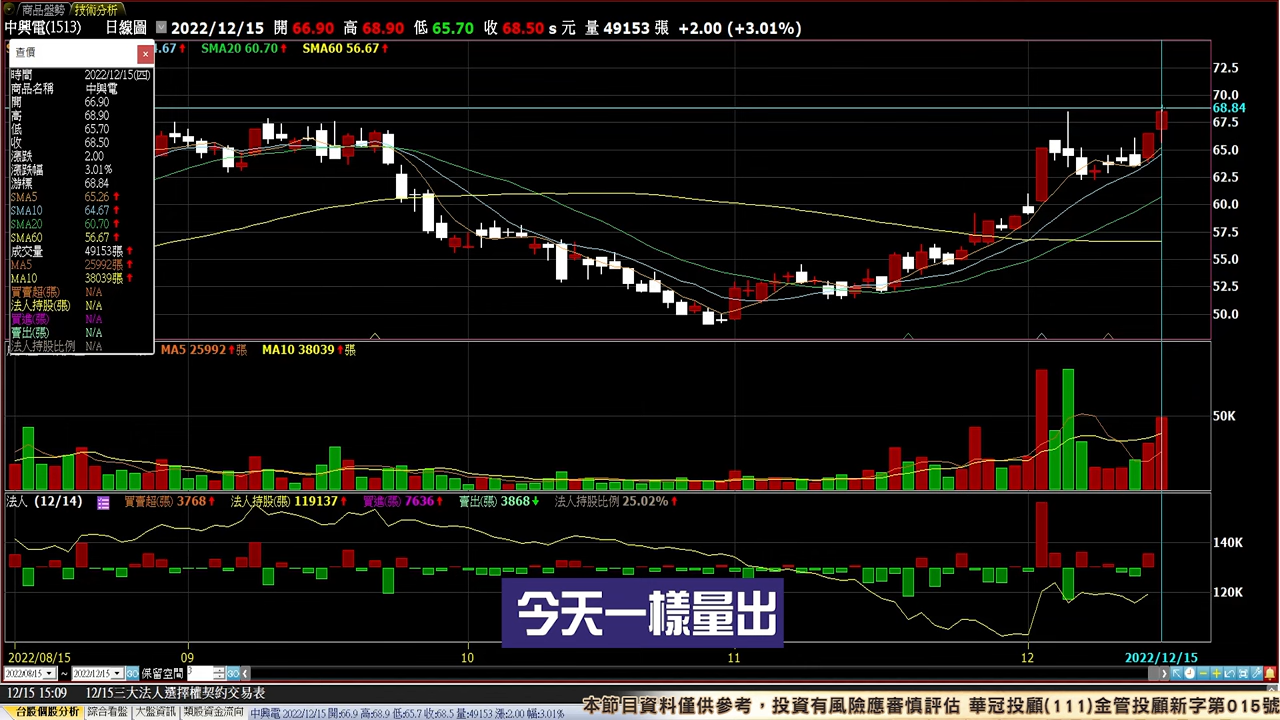 商品盤勢 技術分析
中興電(1513) 日線圖 2022/12/15 開 66.90 高 68.90 低 65.70 收 68.50 s 元 量 49153 張 +2.00 (+3.01%)
4.67 SMA20 60.70 SMA60 56.67
查價
時間 2022/12/15(四)
商品名稱 中興電
開 66.90
高 68.90
低 65.70
收 68.50
漲跌 2.00
漲跌幅 3.01%
游標 68.84
SMA5 65.26
SMA10 64.67
SMA20 60.70
SMA60 56.67
成交量 49153張
MA5 25992張
MA10 38039張
買賣超(張) N/A
法人持股(張) N/A
買進(張) N/A
賣出(張) N/A
法人持股比例 N/A
72.5
70.0
68.84
67.5
65.0
62.5
60.0
57.5
55.0
52.5
50.0
MA5 25992 張 MA10 38039 張
50K
法人 (12/14) 買賣超(張) 3768 法人持股(張) 119137 買進(張) 7636 賣出(張) 3868 法人持股比例 25.02%
140K
120K
今天一樣量出
2022/08/15 09 10 11 12 2022/12/15
2022/08/15 ~ 2022/12/15 GO 保留空間 3 GO
12/15 15:09 12/15三大法人選擇權契約交易表
本節目資料僅供參考，投資有風險應審慎評估 華冠投顧(111)金管投顧新字第015號
台股個股分析 綜合看盤 大盤資訊 類股資金流向 中興電 2022/12/15 開:66.9 高:68.9 低:65.7 收:68.5 量:49153 漲:2.00 幅:3.01%